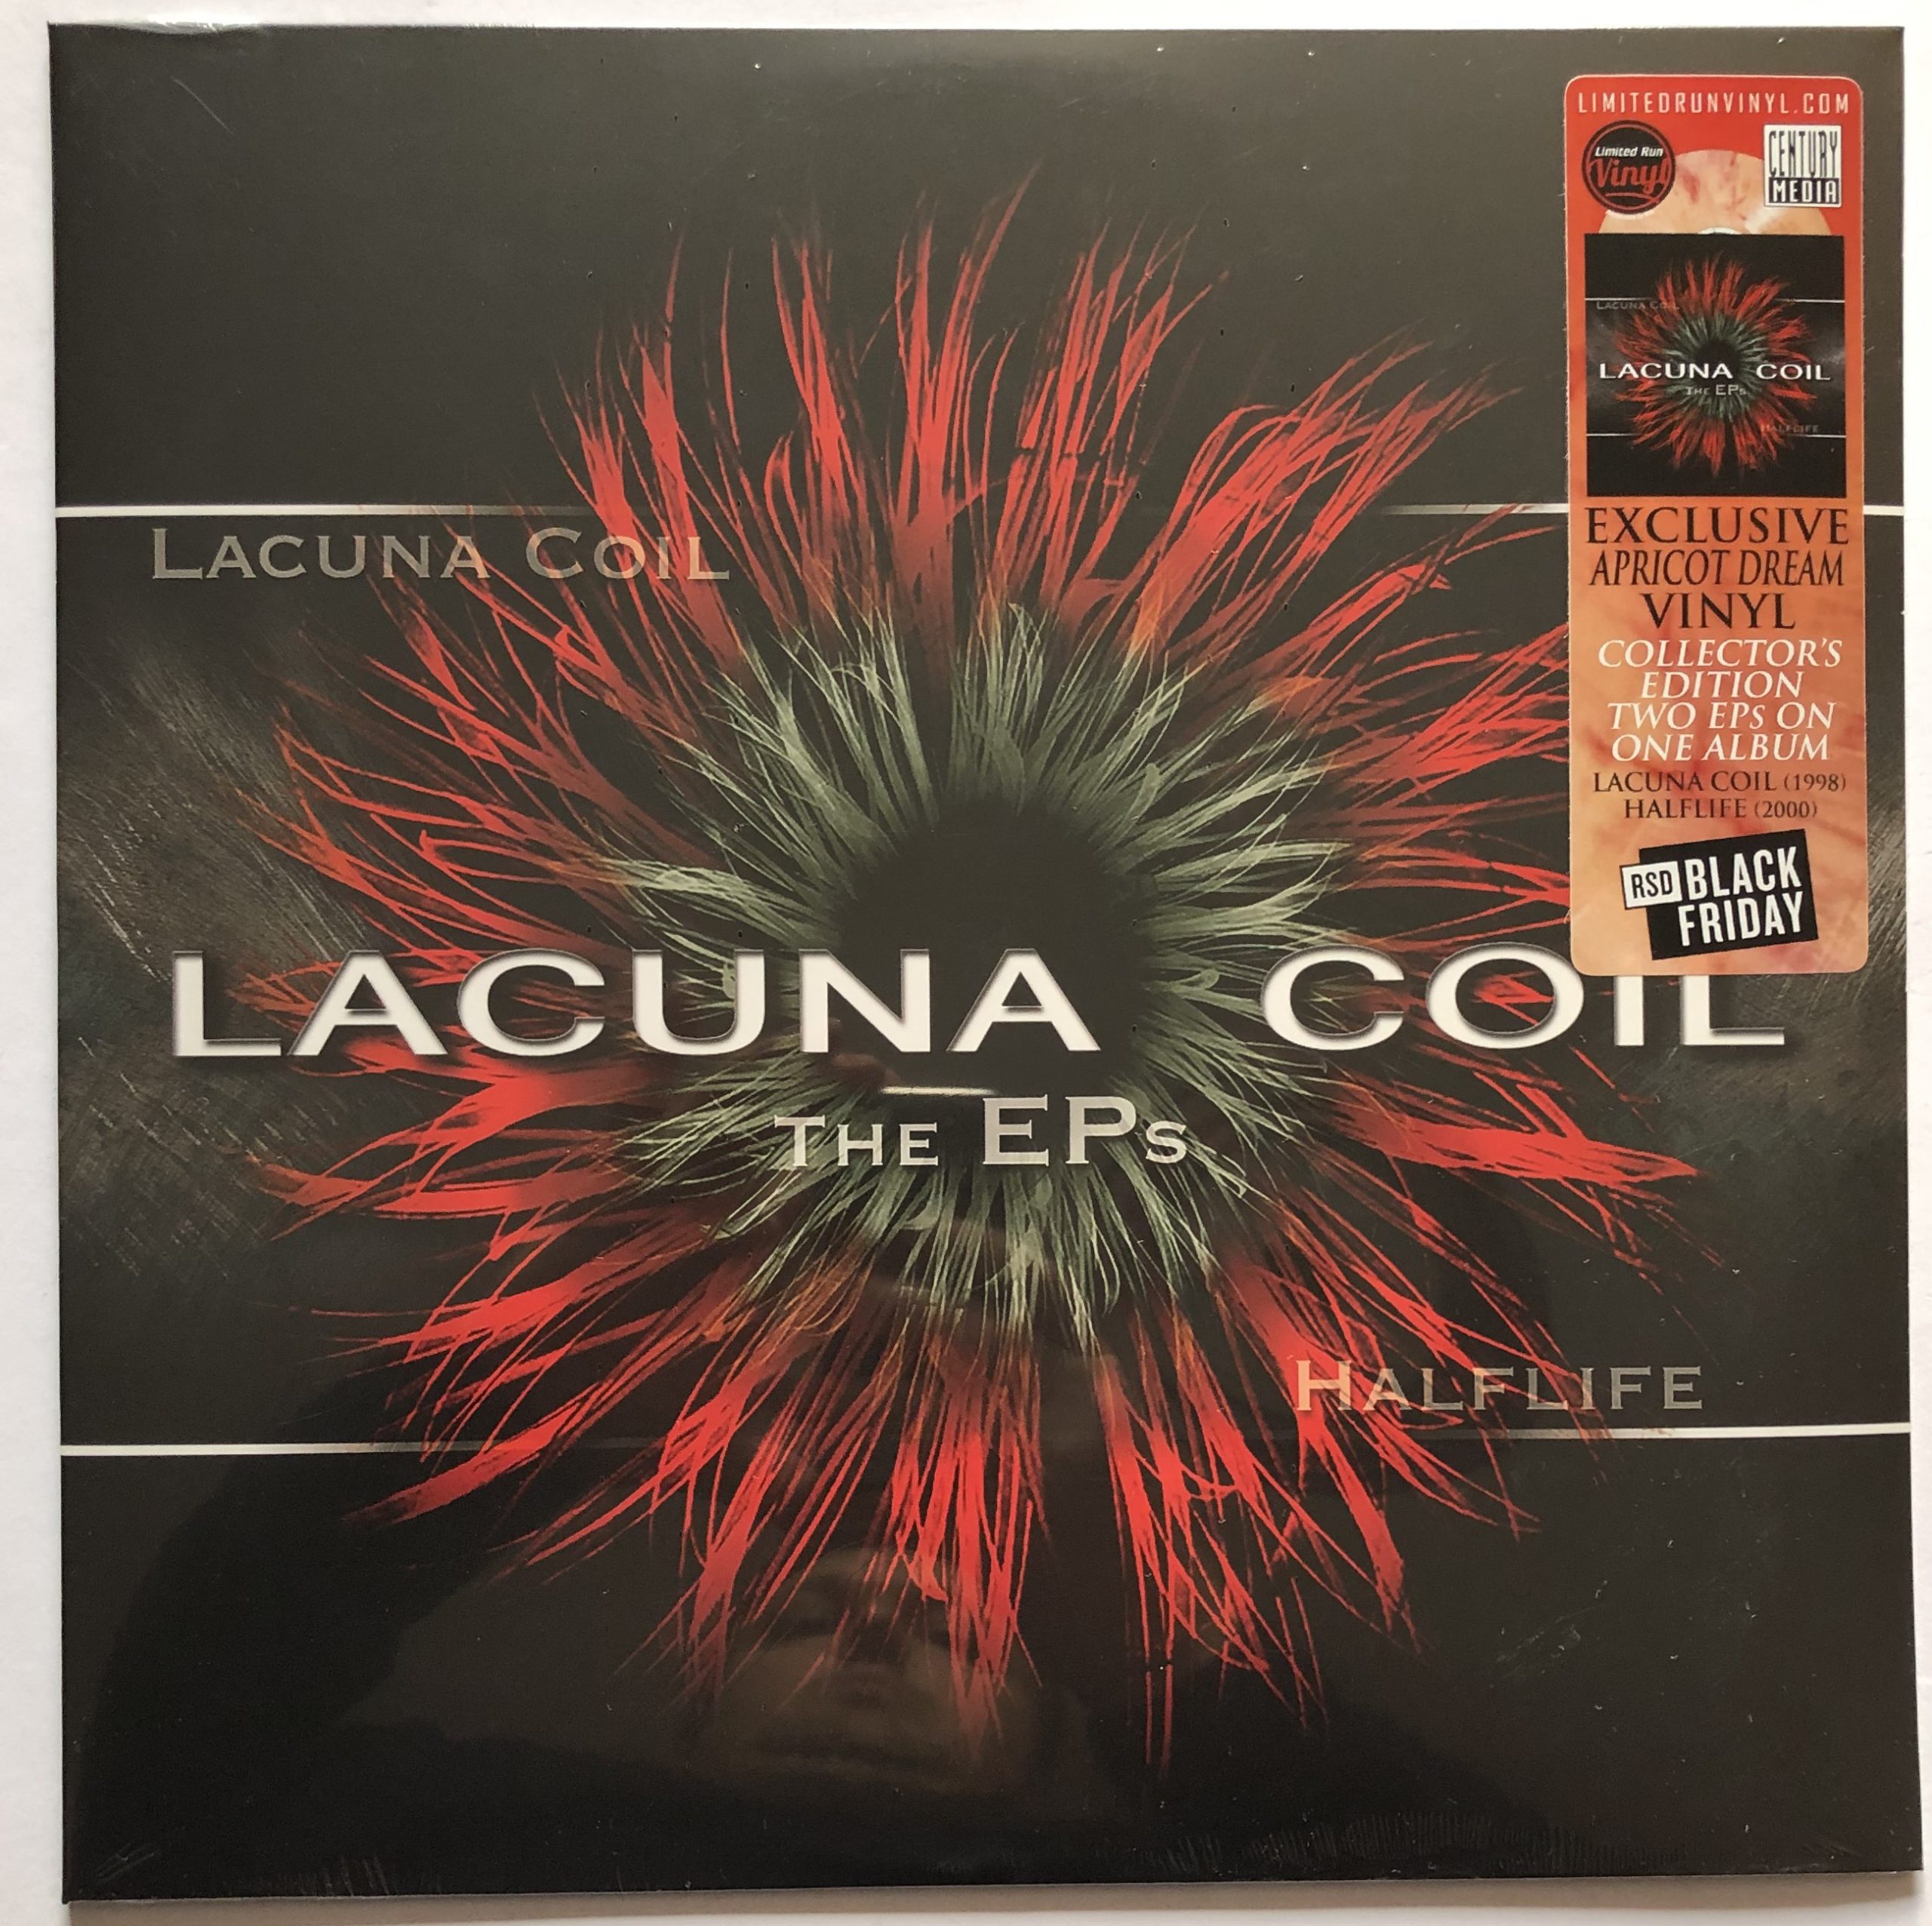 LIMITEDRUNVINYL.COM
Limited Run
Vinyl
CENTURY
MEDIA
LACUNA COIL
LACUNA COIL
THE EPs
HALFLIFE
EXCLUSIVE
APRICOT DREAM
VINYL
COLLECTOR'S
EDITION
TWO EPs ON
ONE ALBUM
LACUNA COIL (1998)
HALFLIFE (2000)
RSD BLACK
FRIDAY
LACUNA COIL
LACUNA COIL
THE EPs
HALFLIFE